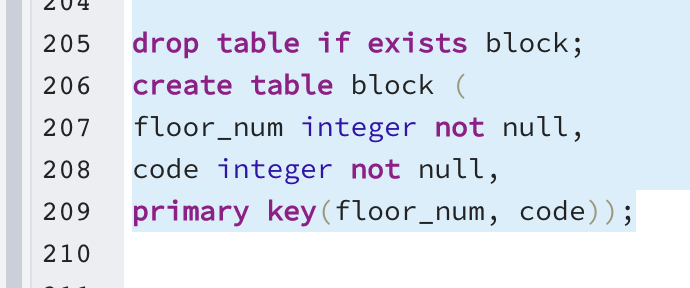 204
205 drop table if exists block;
206 create table block (
207 floor_num integer not null,
208 code integer not null,
209 primary key(floor_num, code));
210